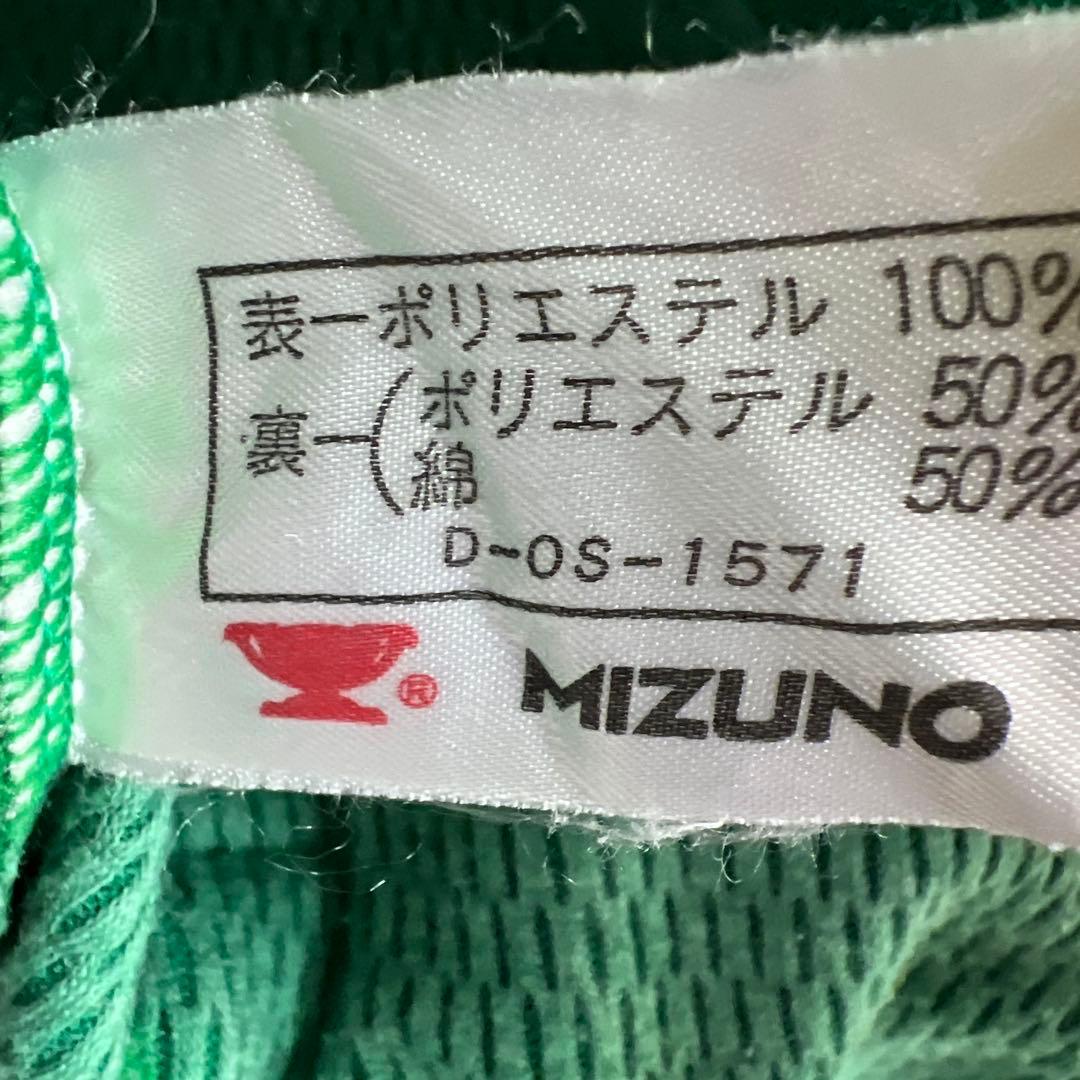 表ーポリエステル 100%
裏ー(ポリエステル 50%
綿 50%
D-OS-1571
® MIZUNO